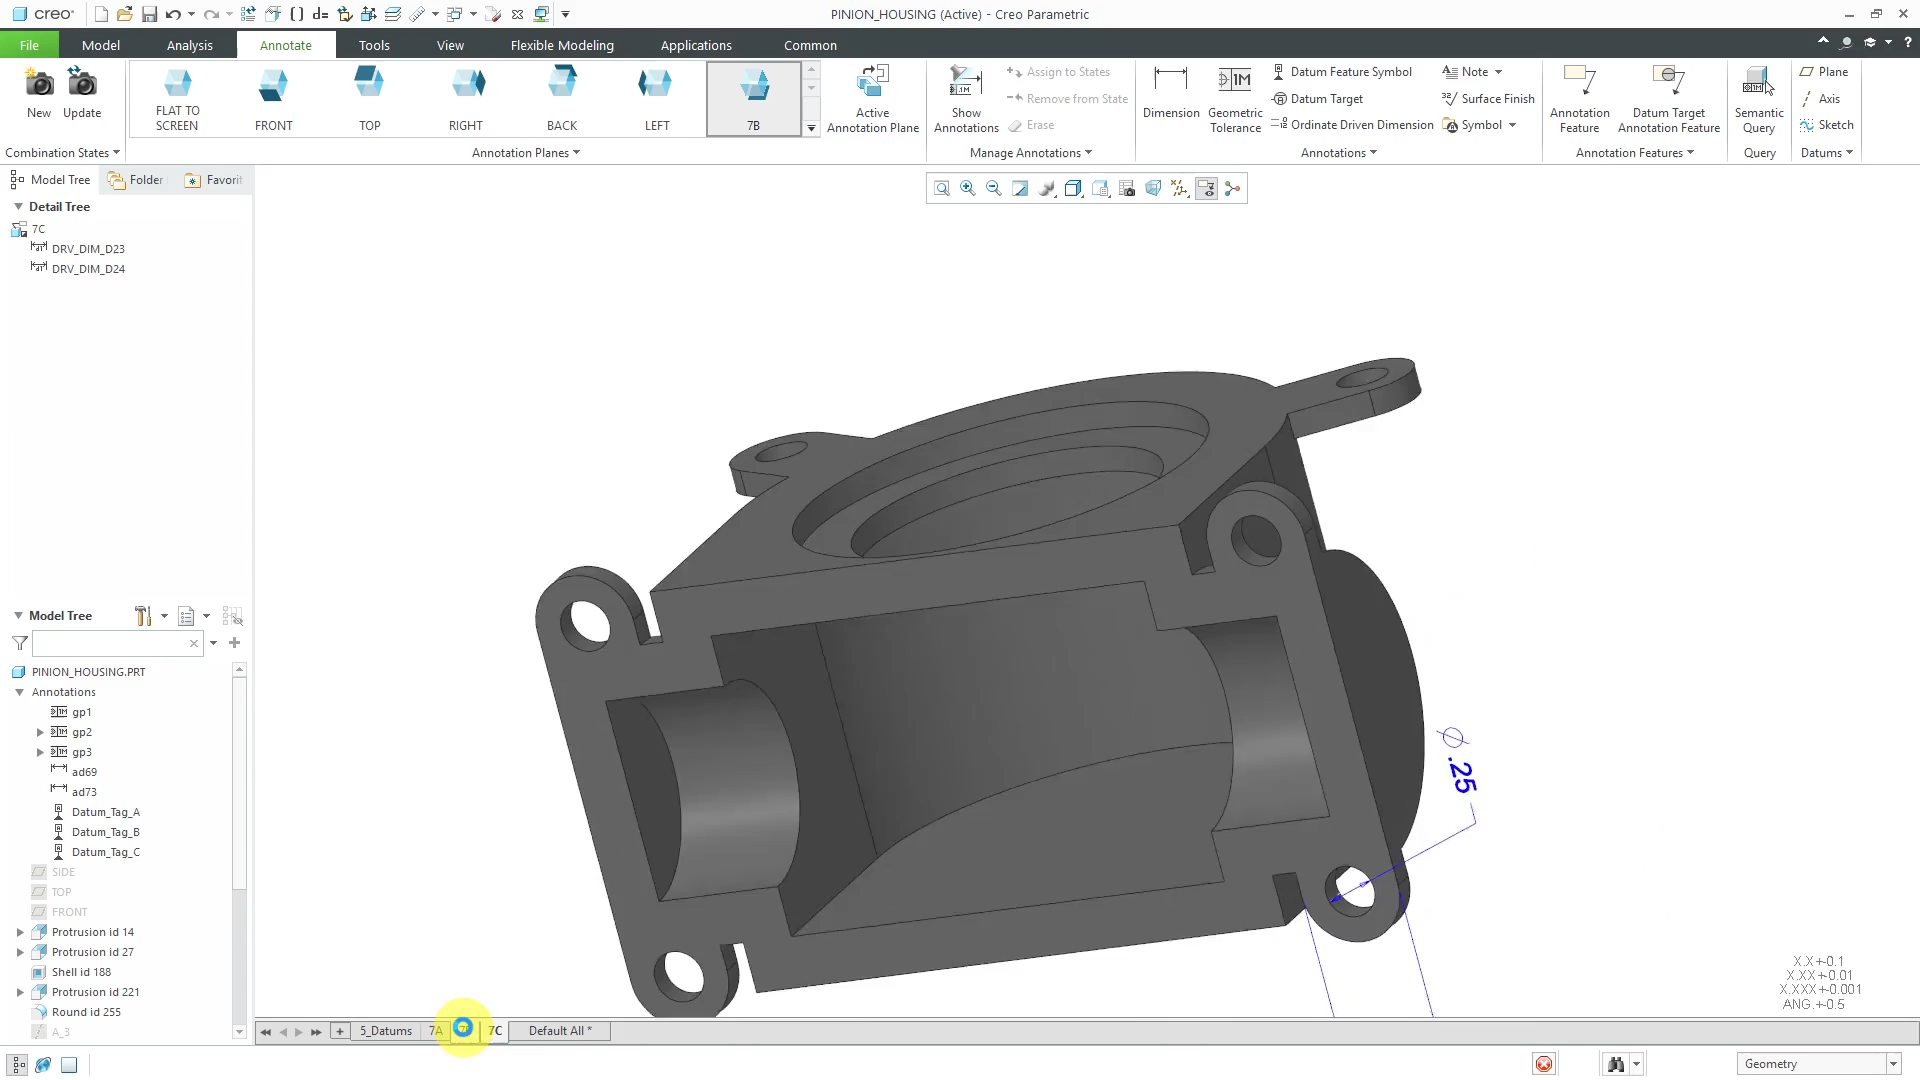 creo
PINION_HOUSING (Active) - Creo Parametric
File
Model
Analysis
Annotate
Tools
View
Flexible Modeling
Applications
Common
New
Update
Combination States
FLAT TO
SCREEN
FRONT
TOP
RIGHT
BACK
LEFT
7B
Annotation Planes
Active
Annotation Plane
Show
Annotations
Assign to States
Remove from State
Erase
Manage Annotations
Dimension
Geometric
Tolerance
Datum Feature Symbol
Datum Target
Ordinate Driven Dimension
Note
Surface Finish
Symbol
Annotations
Annotation
Feature
Datum Target
Annotation Feature
Annotation Features
Semantic
Query
Query
Plane
Axis
Sketch
Datums
Model Tree
Folder
Favorit
Detail Tree
7C
DRV_DIM_D23
DRV_DIM_D24
Model Tree
PINION_HOUSING.PRT
Annotations
gp1
gp2
gp3
ad69
ad73
Datum_Tag_A
Datum_Tag_B
Datum_Tag_C
SIDE
TOP
FRONT
Protrusion id 14
Protrusion id 27
Shell id 188
Protrusion id 221
Round id 255
A_3
∅ .25
X.X+-0.1
X.XX+-0.01
X.XXX+-0.001
ANG.+-0.5
5_Datums
7A
7C
Default All *
Geometry